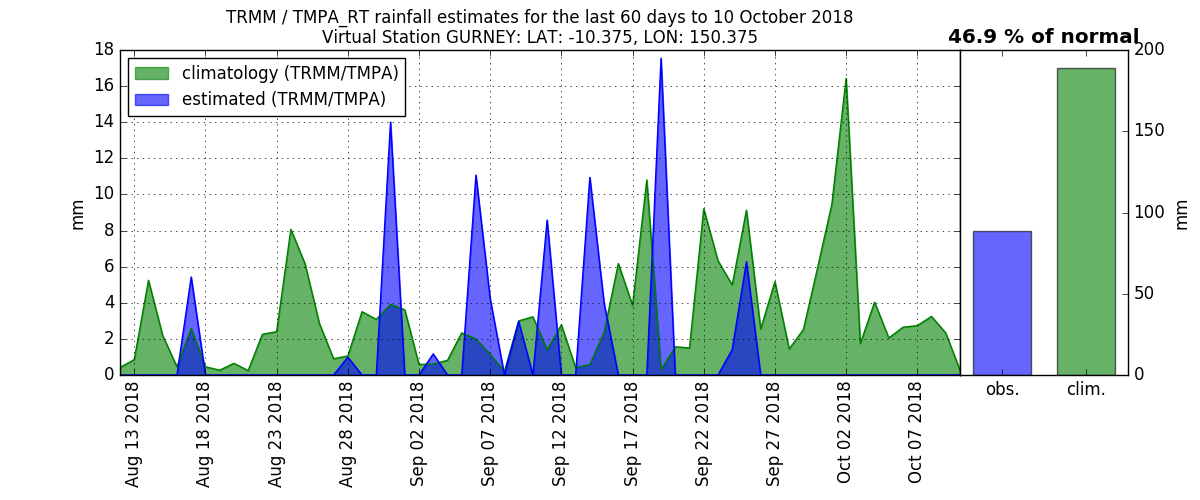 TRMM / TMPA_RT rainfall estimates for the last 60 days to 10 October 2018
Virtual Station GURNEY: LAT: -10.375, LON: 150.375
46.9 % of normal
climatology (TRMM/TMPA)
estimated (TRMM/TMPA)
mm
18
16
14
12
10
8
6
4
2
0
200
150
100
50
0
mm
Aug 13 2018
Aug 18 2018
Aug 23 2018
Aug 28 2018
Sep 02 2018
Sep 07 2018
Sep 12 2018
Sep 17 2018
Sep 22 2018
Sep 27 2018
Oct 02 2018
Oct 07 2018
obs.
clim.